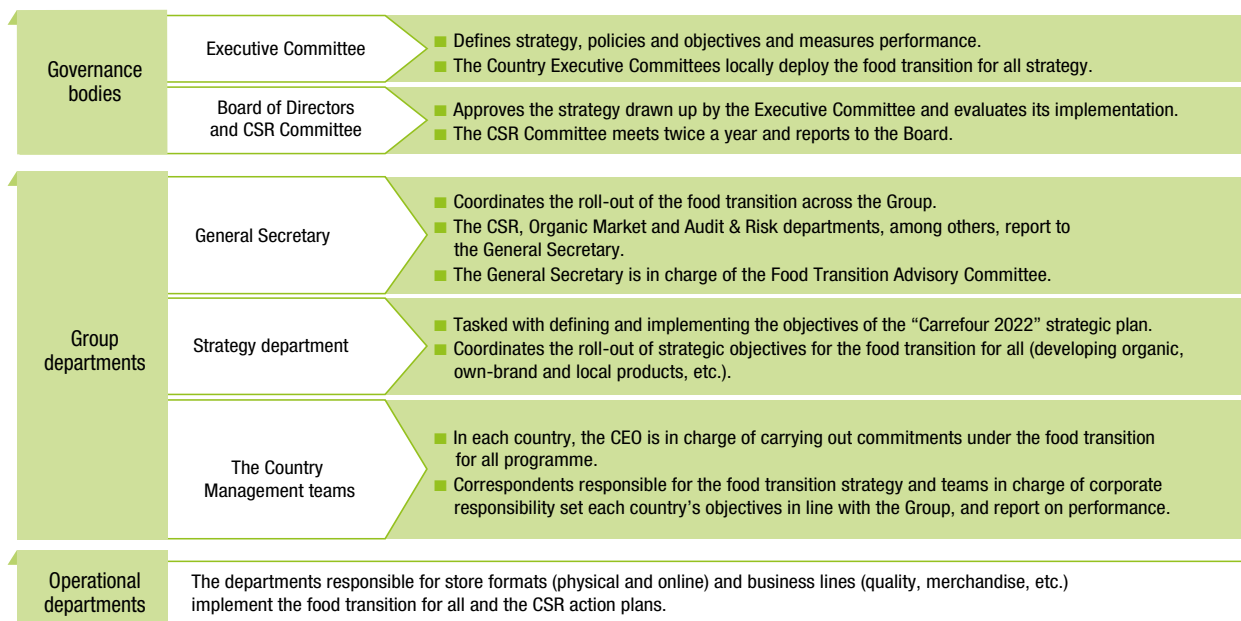 Governance
bodies
Executive Committee
■ Defines strategy, policies and objectives and measures performance.
■ The Country Executive Committees locally deploy the food transition for all strategy.
Board of Directors
and CSR Committee
■ Approves the strategy drawn up by the Executive Committee and evaluates its implementation.
■ The CSR Committee meets twice a year and reports to the Board.
Group
departments
General Secretary
■ Coordinates the roll-out of the food transition across the Group.
■ The CSR, Organic Market and Audit & Risk departments, among others, report to
the General Secretary.
■ The General Secretary is in charge of the Food Transition Advisory Committee.
Strategy department
■ Tasked with defining and implementing the objectives of the “Carrefour 2022” strategic plan.
■ Coordinates the roll-out of strategic objectives for the food transition for all (developing organic,
own-brand and local products, etc.).
The Country
Management teams
■ In each country, the CEO is in charge of carrying out commitments under the food transition
for all programme.
■ Correspondents responsible for the food transition strategy and teams in charge of corporate
responsibility set each country’s objectives in line with the Group, and report on performance.
Operational
departments
The departments responsible for store formats (physical and online) and business lines (quality, merchandise, etc.)
implement the food transition for all and the CSR action plans.